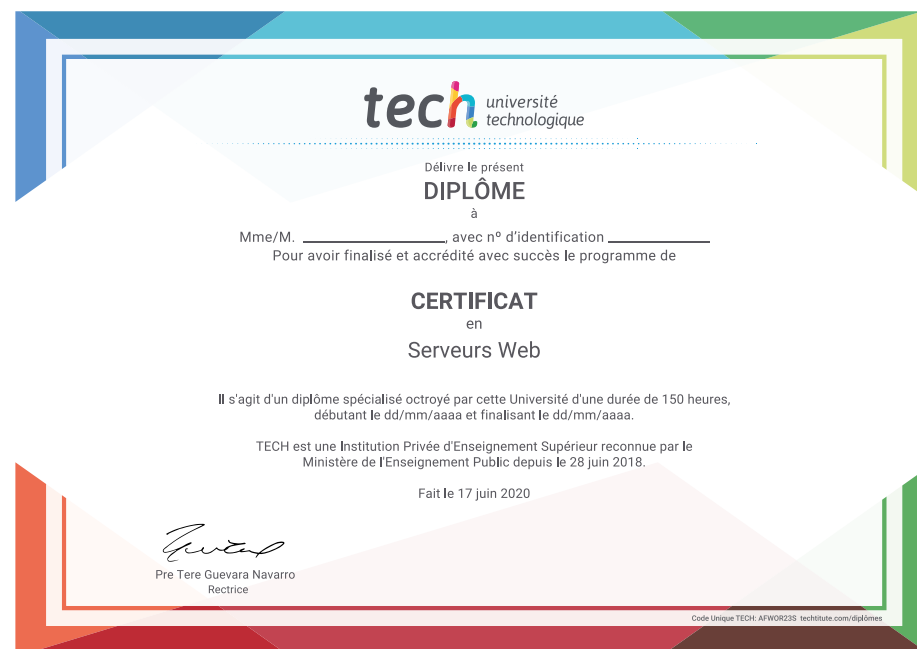 tech université
technologique
Délivre le présent
DIPLÔME
à
Mme/M. ____________________, avec nº d'identification ______________
Pour avoir finalisé et accrédité avec succès le programme de
CERTIFICAT
en
Serveurs Web
Il s'agit d'un diplôme spécialisé octroyé par cette Université d'une durée de 150 heures,
débutant le dd/mm/aaaa et finalisant le dd/mm/aaaa.
TECH est une Institution Privée d'Enseignement Supérieur reconnue par le
Ministère de l'Enseignement Public depuis le 28 juin 2018.
Fait le 17 juin 2020
Pre Tere Guevara Navarro
Rectrice
Code Unique TECH: AFWOR23S techtitute.com/diplômes